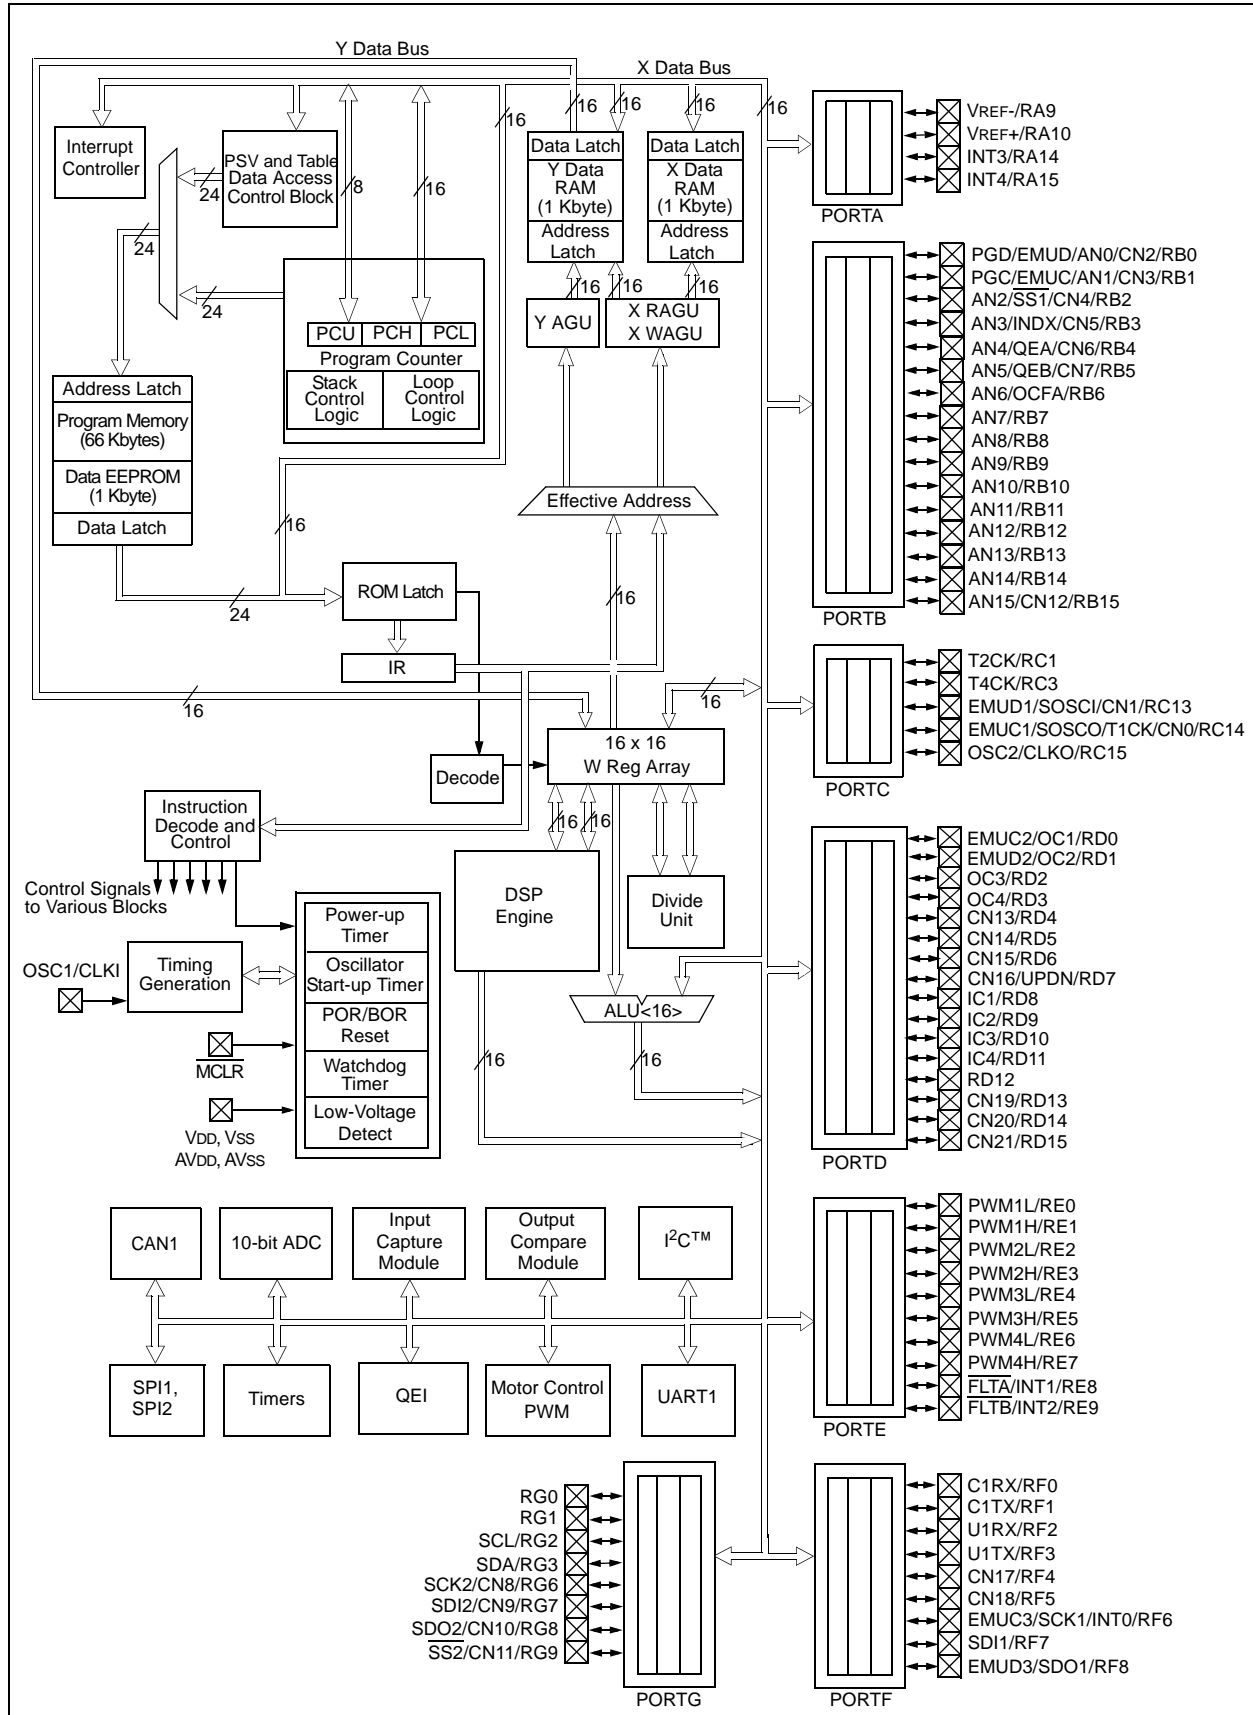 Y Data Bus
X Data Bus
16
16
16
16
16
Interrupt
Controller
PSV and Table
Data Access
Control Block
24
24
8
16
24
Data Latch
Y Data
RAM
(1 Kbyte)
Address
Latch
Data Latch
X Data
RAM
(1 Kbyte)
Address
Latch
16
16
16
Y AGU
X RAGU
X WAGU
PCU
PCH
PCL
Program Counter
Stack
Control
Logic
Loop
Control
Logic
Address Latch
Program Memory
(66 Kbytes)
Data EEPROM
(1 Kbyte)
Data Latch
Effective Address
16
24
ROM Latch
16
IR
16
16
16 x 16
W Reg Array
Decode
Instruction
Decode and
Control
16
16
Control Signals
to Various Blocks
DSP
Engine
Divide
Unit
Power-up
Timer
Oscillator
Start-up Timer
POR/BOR
Reset
Watchdog
Timer
Low-Voltage
Detect
OSC1/CLKI
Timing
Generation
MCLR
VDD, VSS
AVDD, AVSS
ALU<16>
16
16
CAN1
10-bit ADC
Input
Capture
Module
Output
Compare
Module
I2C™
SPI1,
SPI2
Timers
QEI
Motor Control
PWM
UART1
VREF-/RA9
VREF+/RA10
INT3/RA14
INT4/RA15
PORTA
PGD/EMUD/AN0/CN2/RB0
PGC/EMUC/AN1/CN3/RB1
AN2/SS1/CN4/RB2
AN3/INDX/CN5/RB3
AN4/QEA/CN6/RB4
AN5/QEB/CN7/RB5
AN6/OCFA/RB6
AN7/RB7
AN8/RB8
AN9/RB9
AN10/RB10
AN11/RB11
AN12/RB12
AN13/RB13
AN14/RB14
AN15/CN12/RB15
PORTB
T2CK/RC1
T4CK/RC3
EMUD1/SOSCI/CN1/RC13
EMUC1/SOSCO/T1CK/CN0/RC14
OSC2/CLKO/RC15
PORTC
EMUC2/OC1/RD0
EMUD2/OC2/RD1
OC3/RD2
OC4/RD3
CN13/RD4
CN14/RD5
CN15/RD6
CN16/UPDN/RD7
IC1/RD8
IC2/RD9
IC3/RD10
IC4/RD11
RD12
CN19/RD13
CN20/RD14
CN21/RD15
PORTD
PWM1L/RE0
PWM1H/RE1
PWM2L/RE2
PWM2H/RE3
PWM3L/RE4
PWM3H/RE5
PWM4L/RE6
PWM4H/RE7
FLTA/INT1/RE8
FLTB/INT2/RE9
PORTE
RG0
RG1
SCL/RG2
SDA/RG3
SCK2/CN8/RG6
SDI2/CN9/RG7
SDO2/CN10/RG8
SS2/CN11/RG9
PORTG
C1RX/RF0
C1TX/RF1
U1RX/RF2
U1TX/RF3
CN17/RF4
CN18/RF5
EMUC3/SCK1/INT0/RF6
SDI1/RF7
EMUD3/SDO1/RF8
PORTF